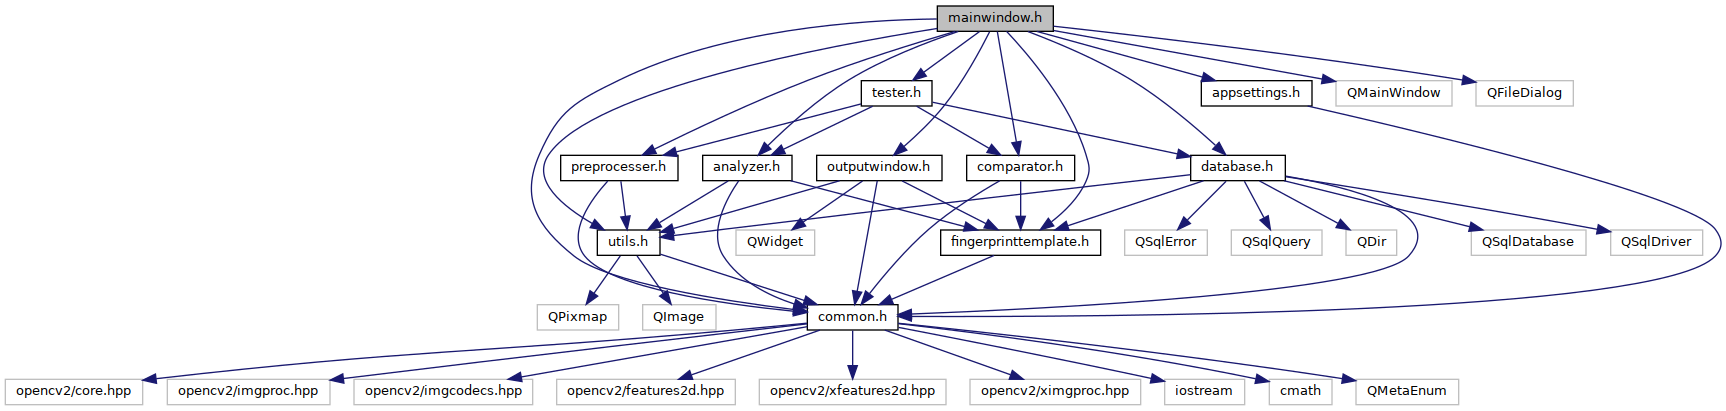 mainwindow.h
tester.h
appsettings.h
QMainWindow
QFileDialog
preprocesser.h
analyzer.h
outputwindow.h
comparator.h
database.h
utils.h
QWidget
fingerprinttemplate.h
QSqlError
QSqlQuery
QDir
QSqlDatabase
QSqlDriver
QPixmap
QImage
common.h
opencv2/core.hpp
opencv2/imgproc.hpp
opencv2/imgcodecs.hpp
opencv2/features2d.hpp
opencv2/xfeatures2d.hpp
opencv2/ximgproc.hpp
iostream
cmath
QMetaEnum